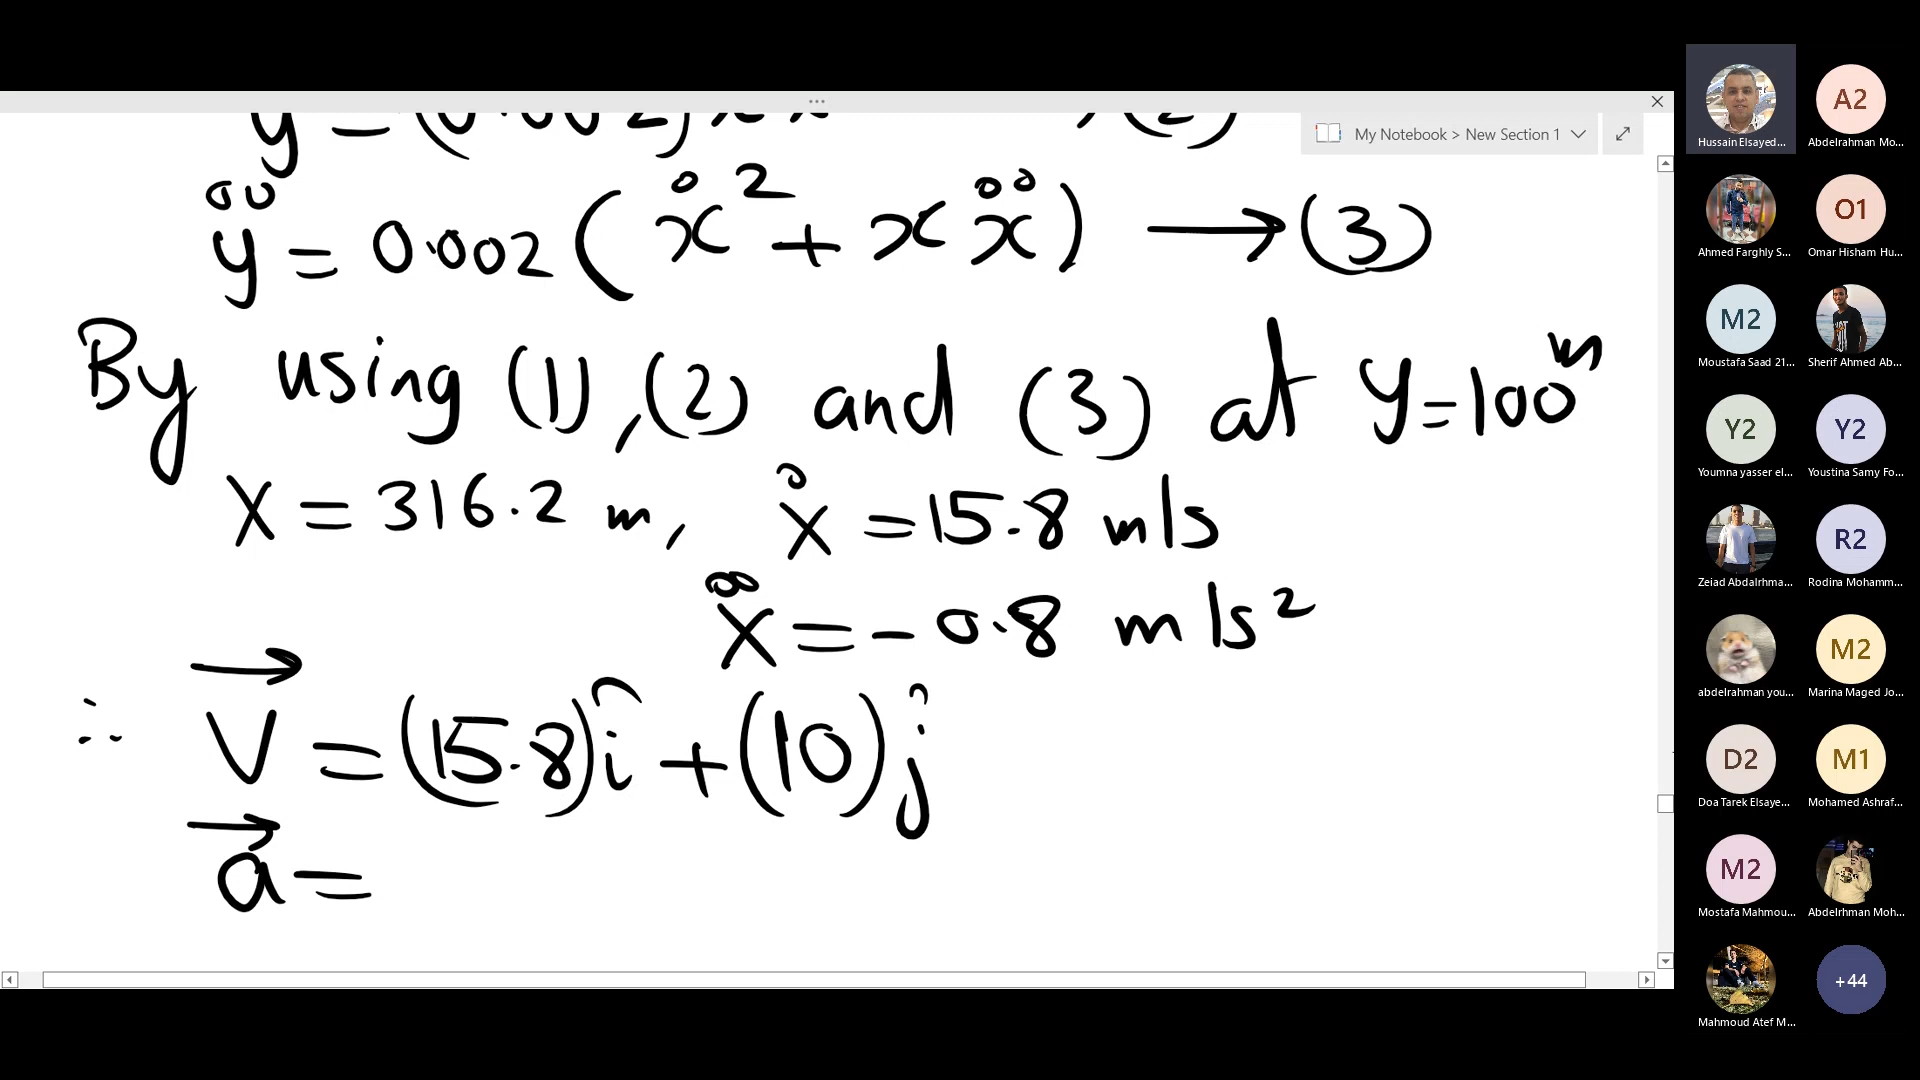 My Notebook > New Section 1
ẏ = (0.002) x ẋ → (2)
ÿ = 0.002 ( ẋ² + x ẍ ) → (3)
By using (1), (2) and (3) at y = 100 m
x = 316.2 m, ẋ = 15.8 m/s
ẍ = - 0.8 m/s²
∴ V⃗ = (15.8) î + (10) ĵ
a⃗ =
A2
Hussain Elsayed... Abdelrahman Mo...
O1
Ahmed Farghly S... Omar Hisham Hu...
M2
Moustafa Saad 21... Sherif Ahmed Ab...
Y2 Y2
Youmna yasser el... Youstina Samy Fo...
R2
Zeiad Abdalrhma... Rodina Mohamm...
M2
abdelrahman you... Marina Maged Jo...
D2 M1
Doa Tarek Elsaye... Mohamed Ashraf...
M2
Mostafa Mahmou... Abdelrhman Moh...
+44
Mahmoud Atef M...